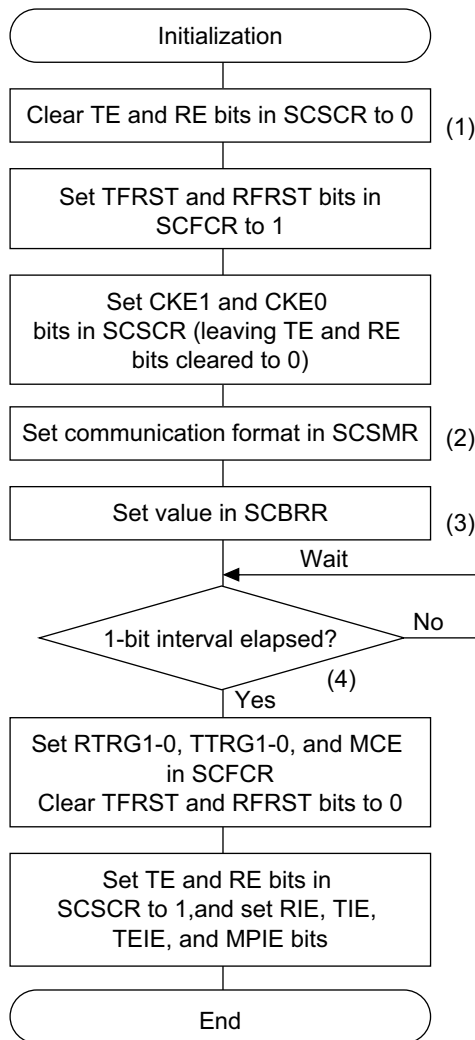 Initialization
Clear TE and RE bits in SCSCR to 0
(1)
Set TFRST and RFRST bits in
SCFCR to 1
Set CKE1 and CKE0
bits in SCSCR (leaving TE and RE
bits cleared to 0)
Set communication format in SCSMR
(2)
Set value in SCBRR
(3)
Wait
1-bit interval elapsed?
No
(4)
Yes
Set RTRG1-0, TTRG1-0, and MCE
in SCFCR
Clear TFRST and RFRST bits to 0
Set TE and RE bits in
SCSCR to 1,and set RIE, TIE,
TEIE, and MPIE bits
End